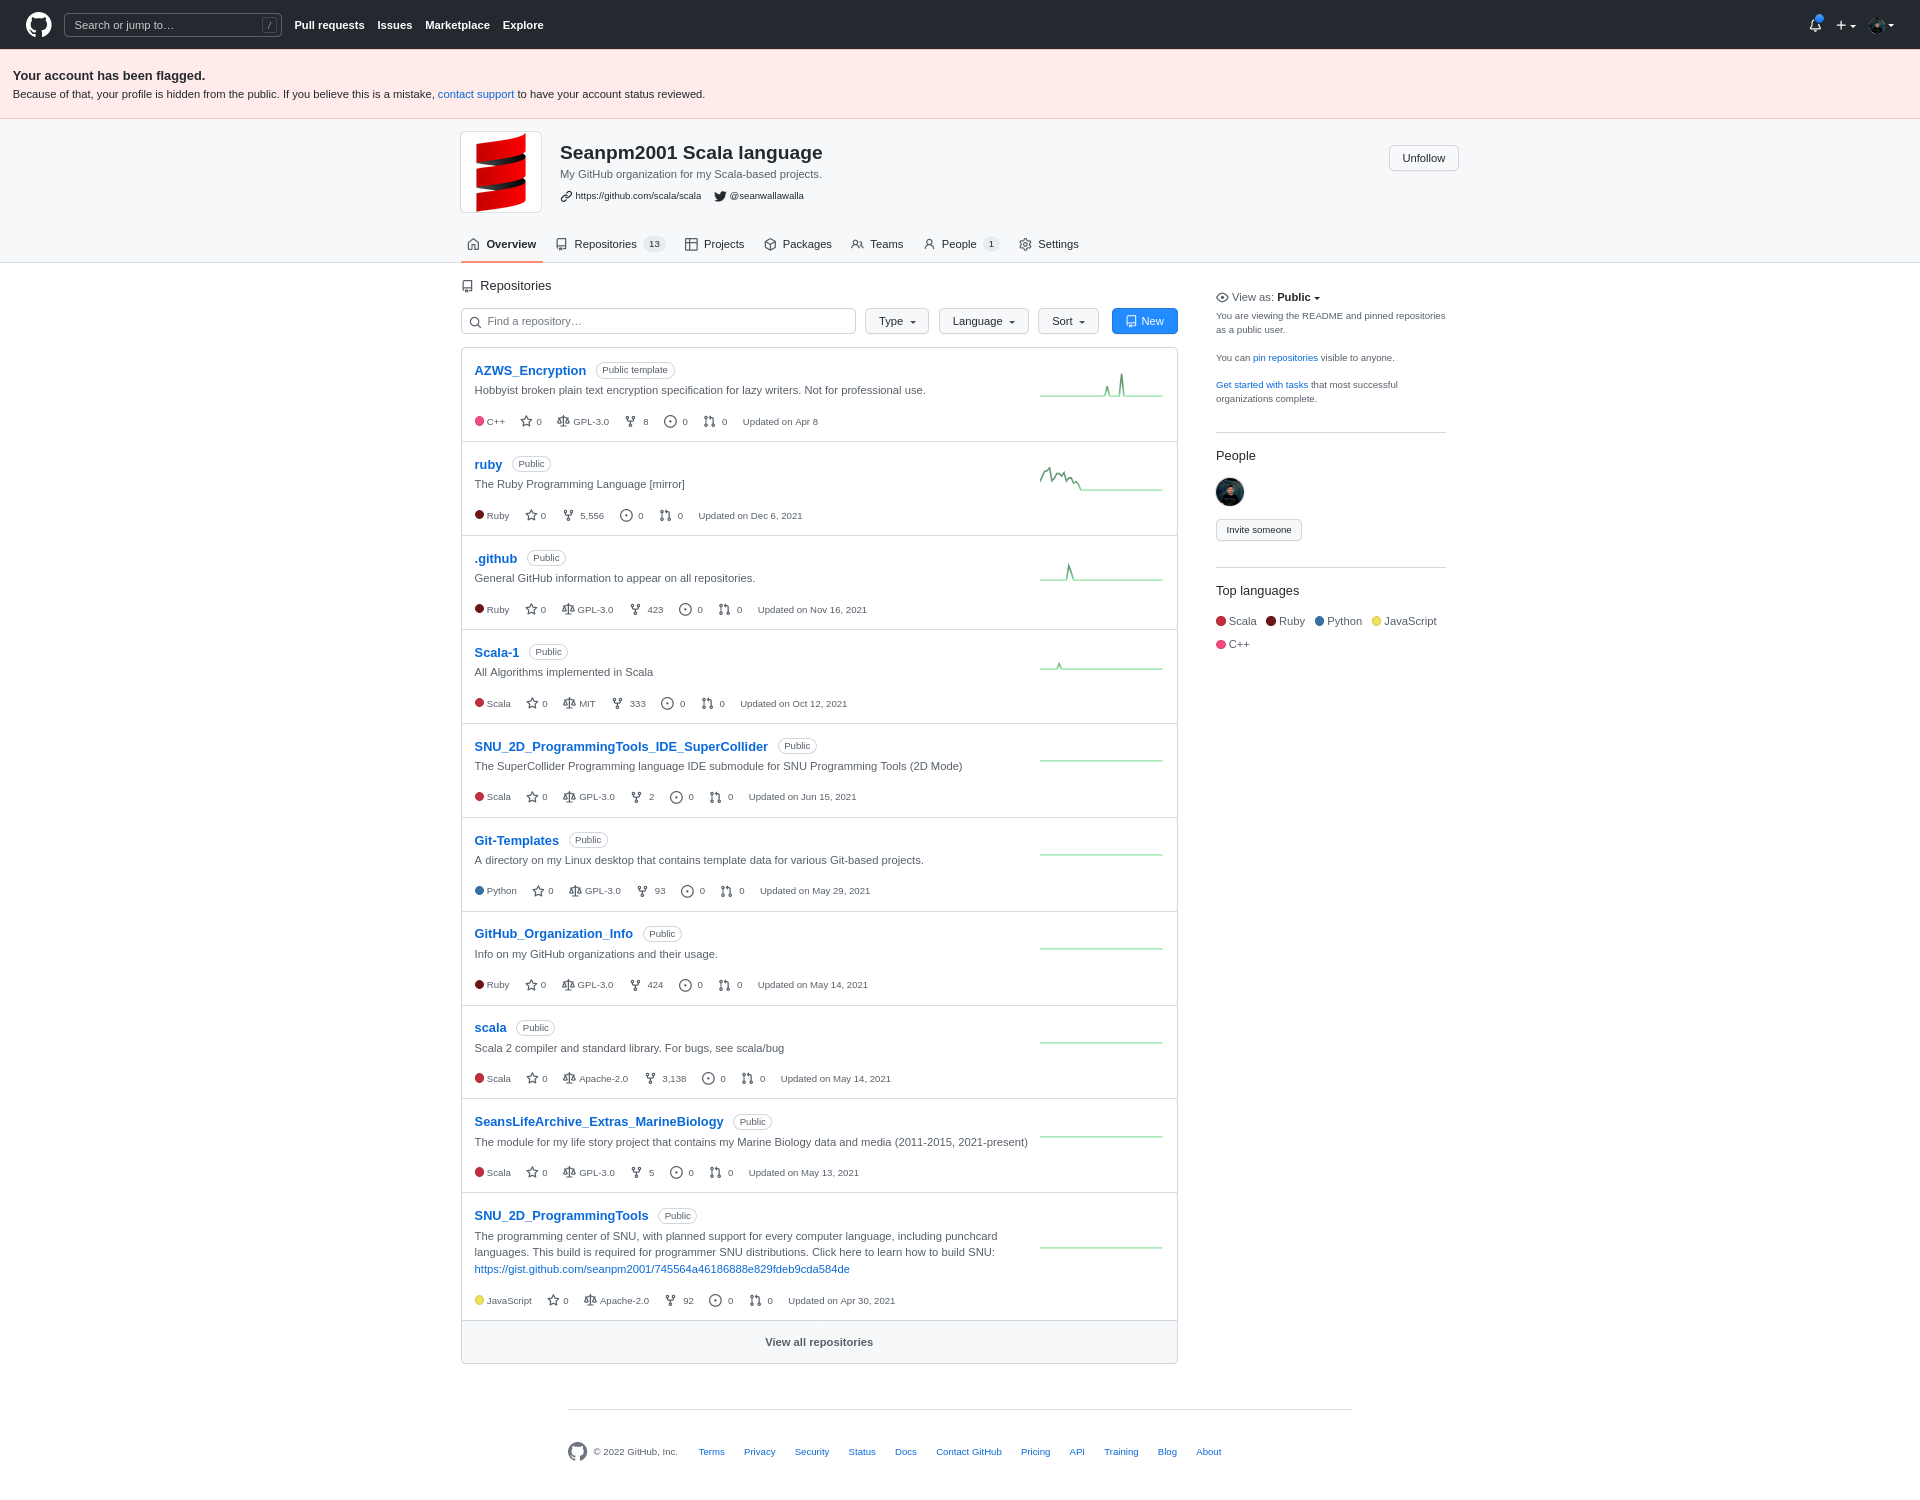 Search or jump to… /
Pull requests Issues Marketplace Explore
Your account has been flagged.
Because of that, your profile is hidden from the public. If you believe this is a mistake, contact support to have your account status reviewed.
Seanpm2001 Scala language
My GitHub organization for my Scala-based projects.
https://github.com/scala/scala @seanwallawalla
Unfollow
Overview Repositories 13 Projects Packages Teams People 1 Settings
Repositories
Find a repository… Type Language Sort New
AZWS_Encryption Public template
Hobbyist broken plain text encryption specification for lazy writers. Not for professional use.
C++ 0 GPL-3.0 8 0 0 Updated on Apr 8
ruby Public
The Ruby Programming Language [mirror]
Ruby 0 5,556 0 0 Updated on Dec 6, 2021
.github Public
General GitHub information to appear on all repositories.
Ruby 0 GPL-3.0 423 0 0 Updated on Nov 16, 2021
Scala-1 Public
All Algorithms implemented in Scala
Scala 0 MIT 333 0 0 Updated on Oct 12, 2021
SNU_2D_ProgrammingTools_IDE_SuperCollider Public
The SuperCollider Programming language IDE submodule for SNU Programming Tools (2D Mode)
Scala 0 GPL-3.0 2 0 0 Updated on Jun 15, 2021
Git-Templates Public
A directory on my Linux desktop that contains template data for various Git-based projects.
Python 0 GPL-3.0 93 0 0 Updated on May 29, 2021
GitHub_Organization_Info Public
Info on my GitHub organizations and their usage.
Ruby 0 GPL-3.0 424 0 0 Updated on May 14, 2021
scala Public
Scala 2 compiler and standard library. For bugs, see scala/bug
Scala 0 Apache-2.0 3,138 0 0 Updated on May 14, 2021
SeansLifeArchive_Extras_MarineBiology Public
The module for my life story project that contains my Marine Biology data and media (2011-2015, 2021-present)
Scala 0 GPL-3.0 5 0 0 Updated on May 13, 2021
SNU_2D_ProgrammingTools Public
The programming center of SNU, with planned support for every computer language, including punchcard
languages. This build is required for programmer SNU distributions. Click here to learn how to build SNU:
https://gist.github.com/seanpm2001/745564a46186888e829fdeb9cda584de
JavaScript 0 Apache-2.0 92 0 0 Updated on Apr 30, 2021
View all repositories
View as: Public
You are viewing the README and pinned repositories
as a public user.
You can pin repositories visible to anyone.
Get started with tasks that most successful
organizations complete.
People
Invite someone
Top languages
Scala Ruby Python JavaScript
C++
© 2022 GitHub, Inc. Terms Privacy Security Status Docs Contact GitHub Pricing API Training Blog About